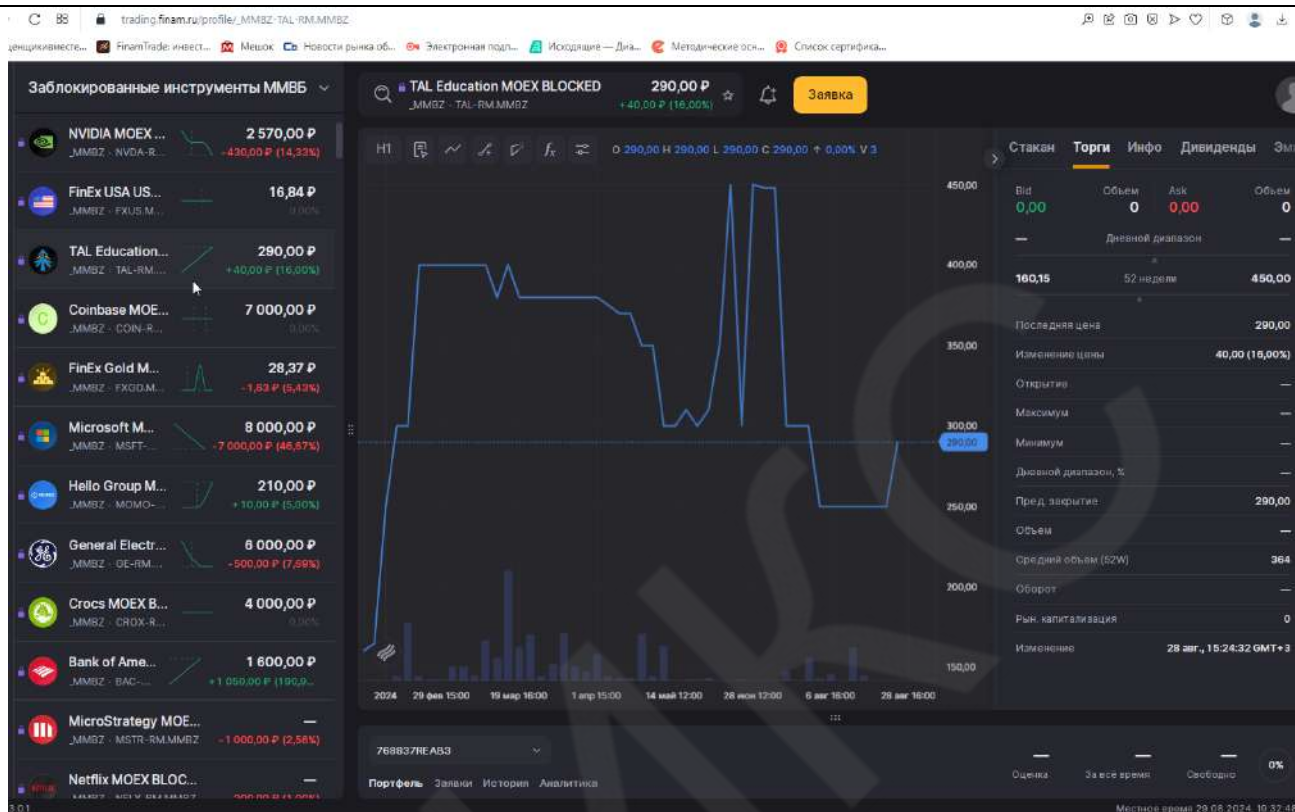 trading.finam.ru/profile/_MMBZ-TAL-RM.MMBZ
FinamTrade: инвест... Мешок Новости рынка об... Электронная подп... Исходящие — Диа... Методические осн... Список сертифика...
Заблокированные инструменты ММВБ
TAL Education MOEX BLOCKED 290,00 ₽
_MMBZ · TAL-RM.MMBZ +40,00 ₽ (16,00%)
Заявка
NVIDIA MOEX ... 2 570,00 ₽
_MMBZ · NVDA-R... -430,00 ₽ (14,33%)
FinEx USA US... 16,84 ₽
_MMBZ · FXUS.M... 0,00%
TAL Education... 290,00 ₽
_MMBZ · TAL-RM.... +40,00 ₽ (16,00%)
Coinbase MOE... 7 000,00 ₽
_MMBZ · COIN-R... 0,00%
FinEx Gold M... 28,37 ₽
_MMBZ · FXGD.M... -1,63 ₽ (5,43%)
Microsoft M... 8 000,00 ₽
_MMBZ · MSFT-... -7 000,00 ₽ (46,67%)
Hello Group M... 210,00 ₽
_MMBZ · MOMO-... +10,00 ₽ (5,00%)
General Electr... 6 000,00 ₽
_MMBZ · GE-RM.... -500,00 ₽ (7,69%)
Crocs MOEX B... 4 000,00 ₽
_MMBZ · CROX-R... 0,00%
Bank of Ame... 1 600,00 ₽
_MMBZ · BAC-... +1 050,00 ₽ (190,9...
MicroStrategy MOE... —
_MMBZ · MSTR-RM.MMBZ -1 000,00 ₽ (2,56%)
Netflix MOEX BLOC... —
H1 O 290,00 H 290,00 L 290,00 C 290,00 + 0,00% V 3
450,00
400,00
350,00
300,00
290,00
250,00
200,00
150,00
2024 29 фев 15:00 19 мар 16:00 1 апр 15:00 14 май 12:00 28 июн 12:00 6 авг 16:00 28 авг 16:00
Стакан Торги Инфо Дивиденды
Bid Объем Ask Объем
0,00 0 0,00 0
— Дневной диапазон —
160,15 52 недели 450,00
Последняя цена 290,00
Изменение цены 40,00 (16,00%)
Открытие —
Максимум —
Минимум —
Дневной диапазон, % —
Пред. закрытие 290,00
Объем —
Средний объем (52W) 364
Оборот —
Рын. капитализация 0
Изменение 28 авг., 15:24:32 GMT+3
768837REAB3
Портфель Заявки История Аналитика
— — — 0%
Оценка За всё время Свободно
Местное время 29.08.2024, 10:32:48